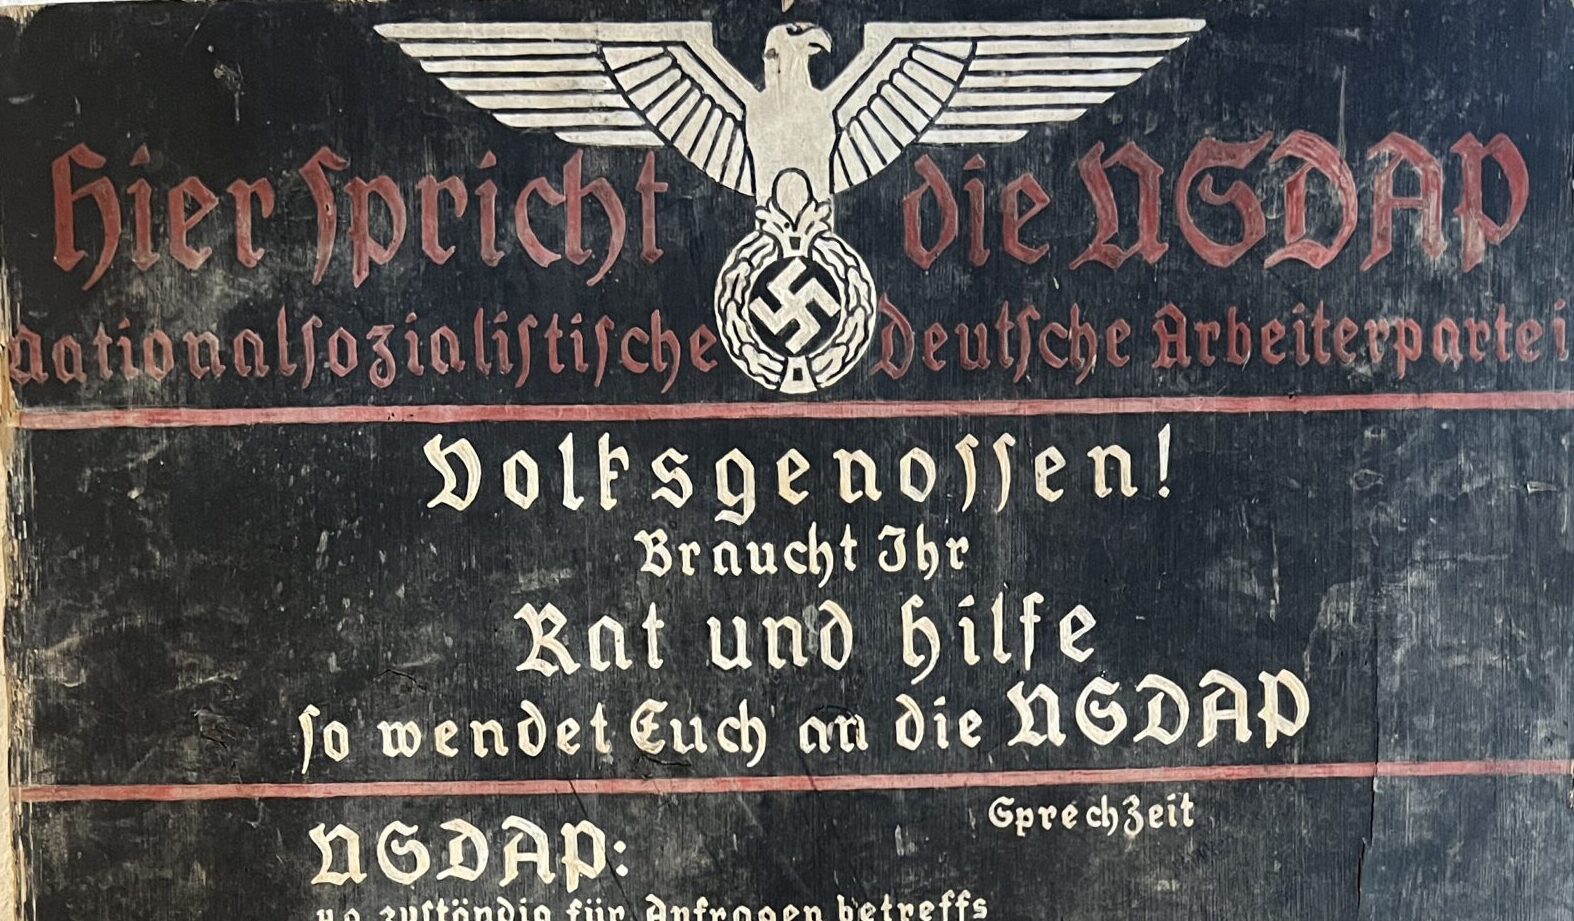 Hier spricht die NSDAP
nationalsozialistische Deutsche Arbeiterpartei
Volksgenossen!
Braucht Ihr
Rat und Hilfe
so wendet Euch an die NSDAP
Sprechzeit
NSDAP:
u.a. zuständig für Anfragen betreffs